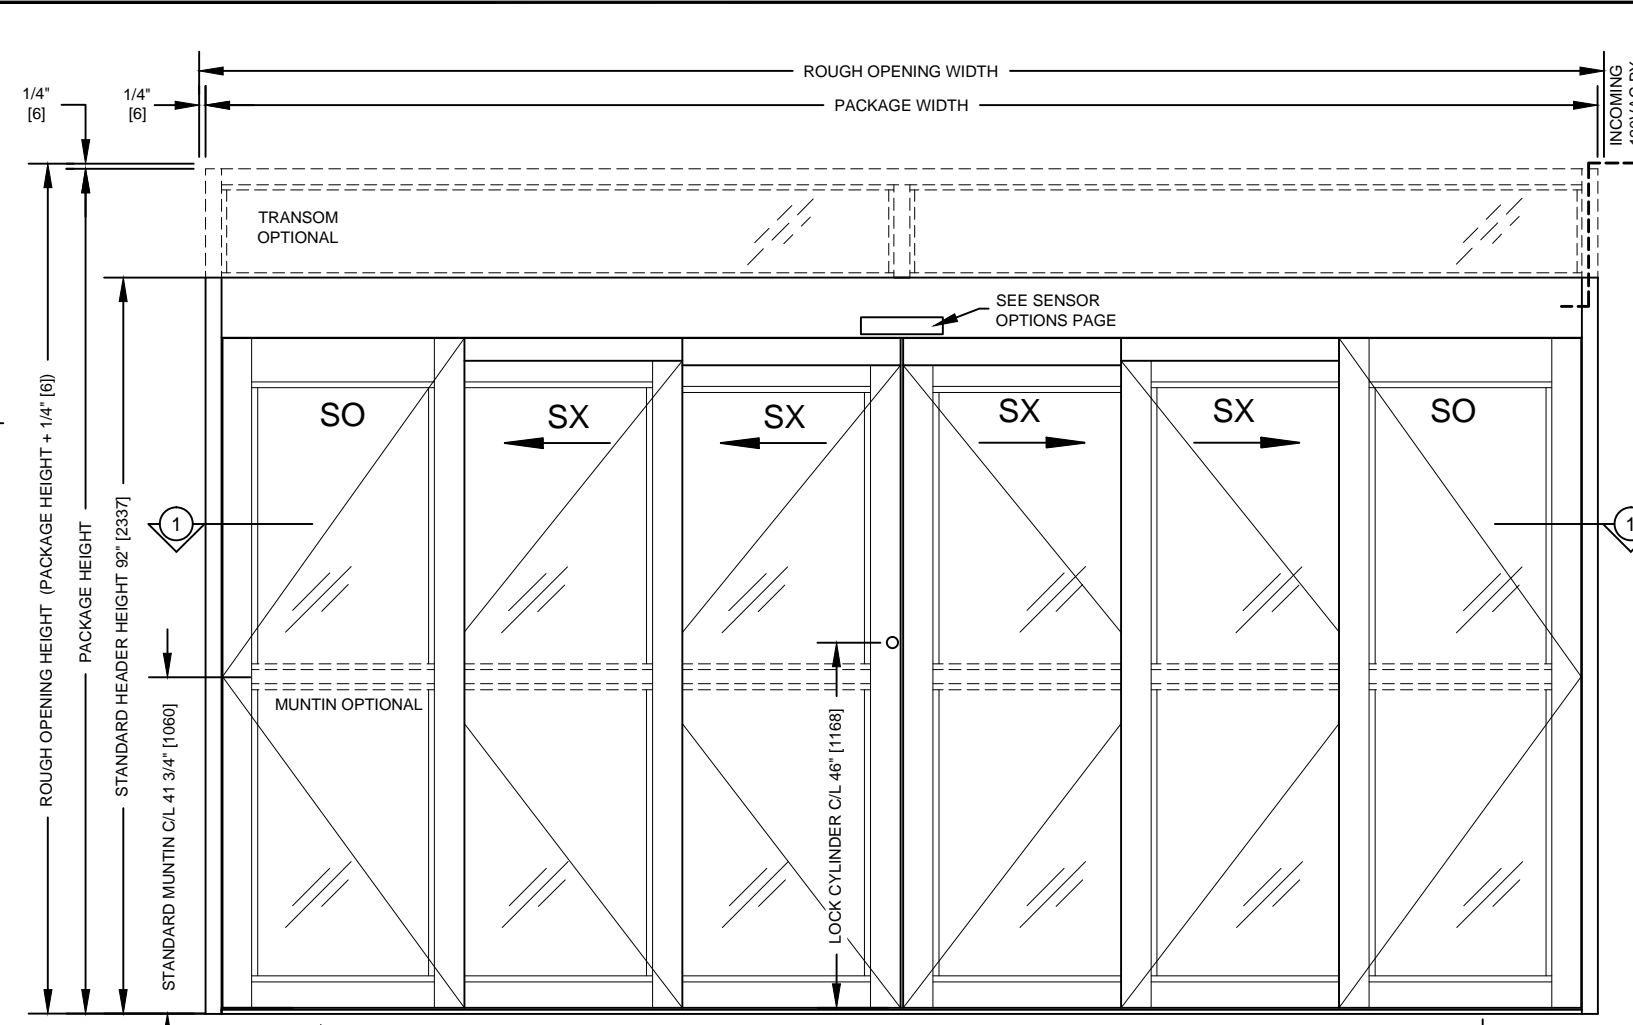 ROUGH OPENING WIDTH
PACKAGE WIDTH
1/4"
[6]
1/4"
[6]
INCOMING
TRANSOM
OPTIONAL
SEE SENSOR
OPTIONS PAGE
SO
SX
SX
SX
SX
SO
1
1
MUNTIN OPTIONAL
ROUGH OPENING HEIGHT (PACKAGE HEIGHT + 1/4" [6])
PACKAGE HEIGHT
STANDARD HEADER HEIGHT 92" [2337]
STANDARD MUNTIN C/L 41 3/4" [1060]
LOCK CYLINDER C/L 46" [1168]